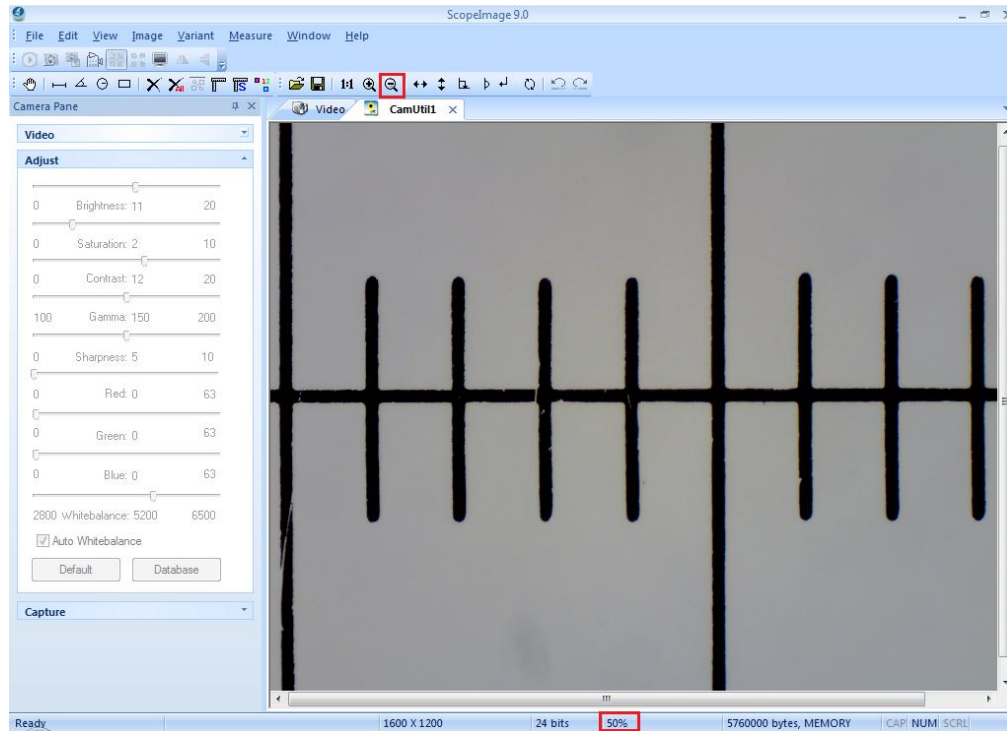 ScopeImage 9.0
File Edit View Image Variant Measure Window Help
1:1
Camera Pane
Video CamUtil1
Video
Adjust
0 Brightness: 11 20
0 Saturation: 2 10
0 Contrast: 12 20
100 Gamma: 150 200
0 Sharpness: 5 10
0 Red: 0 63
0 Green: 0 63
0 Blue: 0 63
2800 Whitebalance: 5200 6500
Auto Whitebalance
Default Database
Capture
Ready 1600 X 1200 24 bits 50% 5760000 bytes, MEMORY CAP NUM SCRL